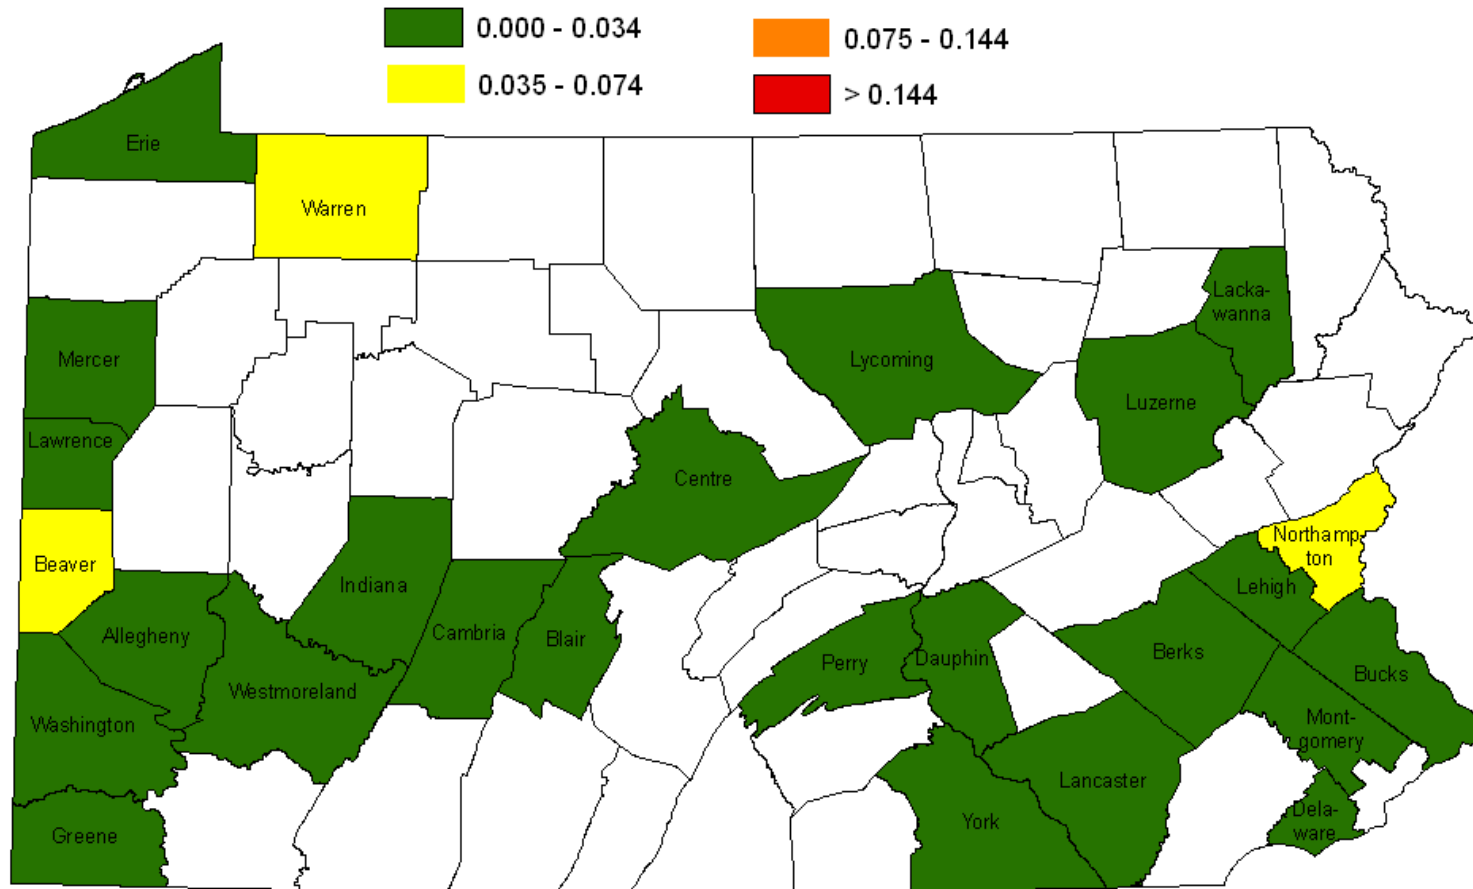 0.000 - 0.034
0.075 - 0.144
0.035 - 0.074
> 0.144
Erie
Warren
Lacka-
wanna
Mercer
Lycoming
Luzerne
Lawrence
Centre
Northamp-
ton
Beaver
Indiana
Lehigh
Allegheny
Cambria
Blair
Perry
Dauphin
Berks
Bucks
Westmoreland
Washington
Mont-
gomery
Lancaster
Greene
York
Dela-
ware